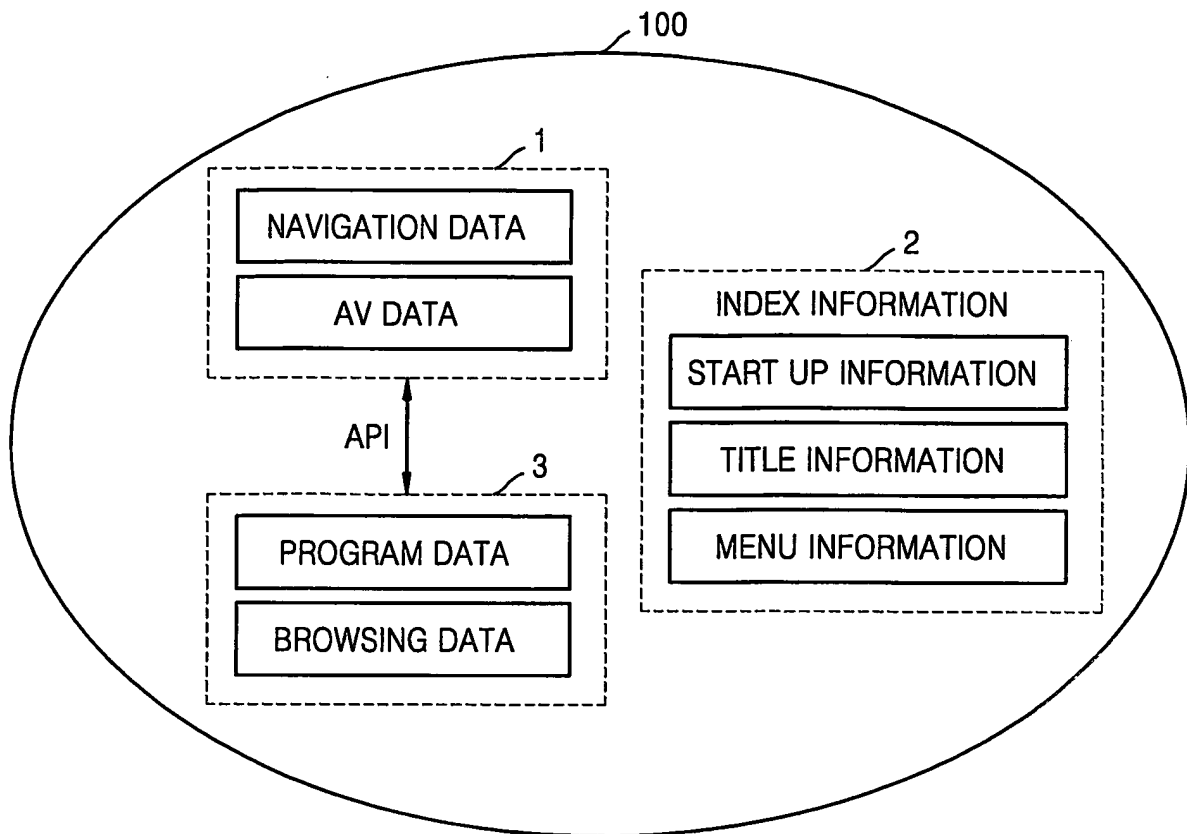 100
1
NAVIGATION DATA
AV DATA
2
INDEX INFORMATION
START UP INFORMATION
TITLE INFORMATION
MENU INFORMATION
API
3
PROGRAM DATA
BROWSING DATA